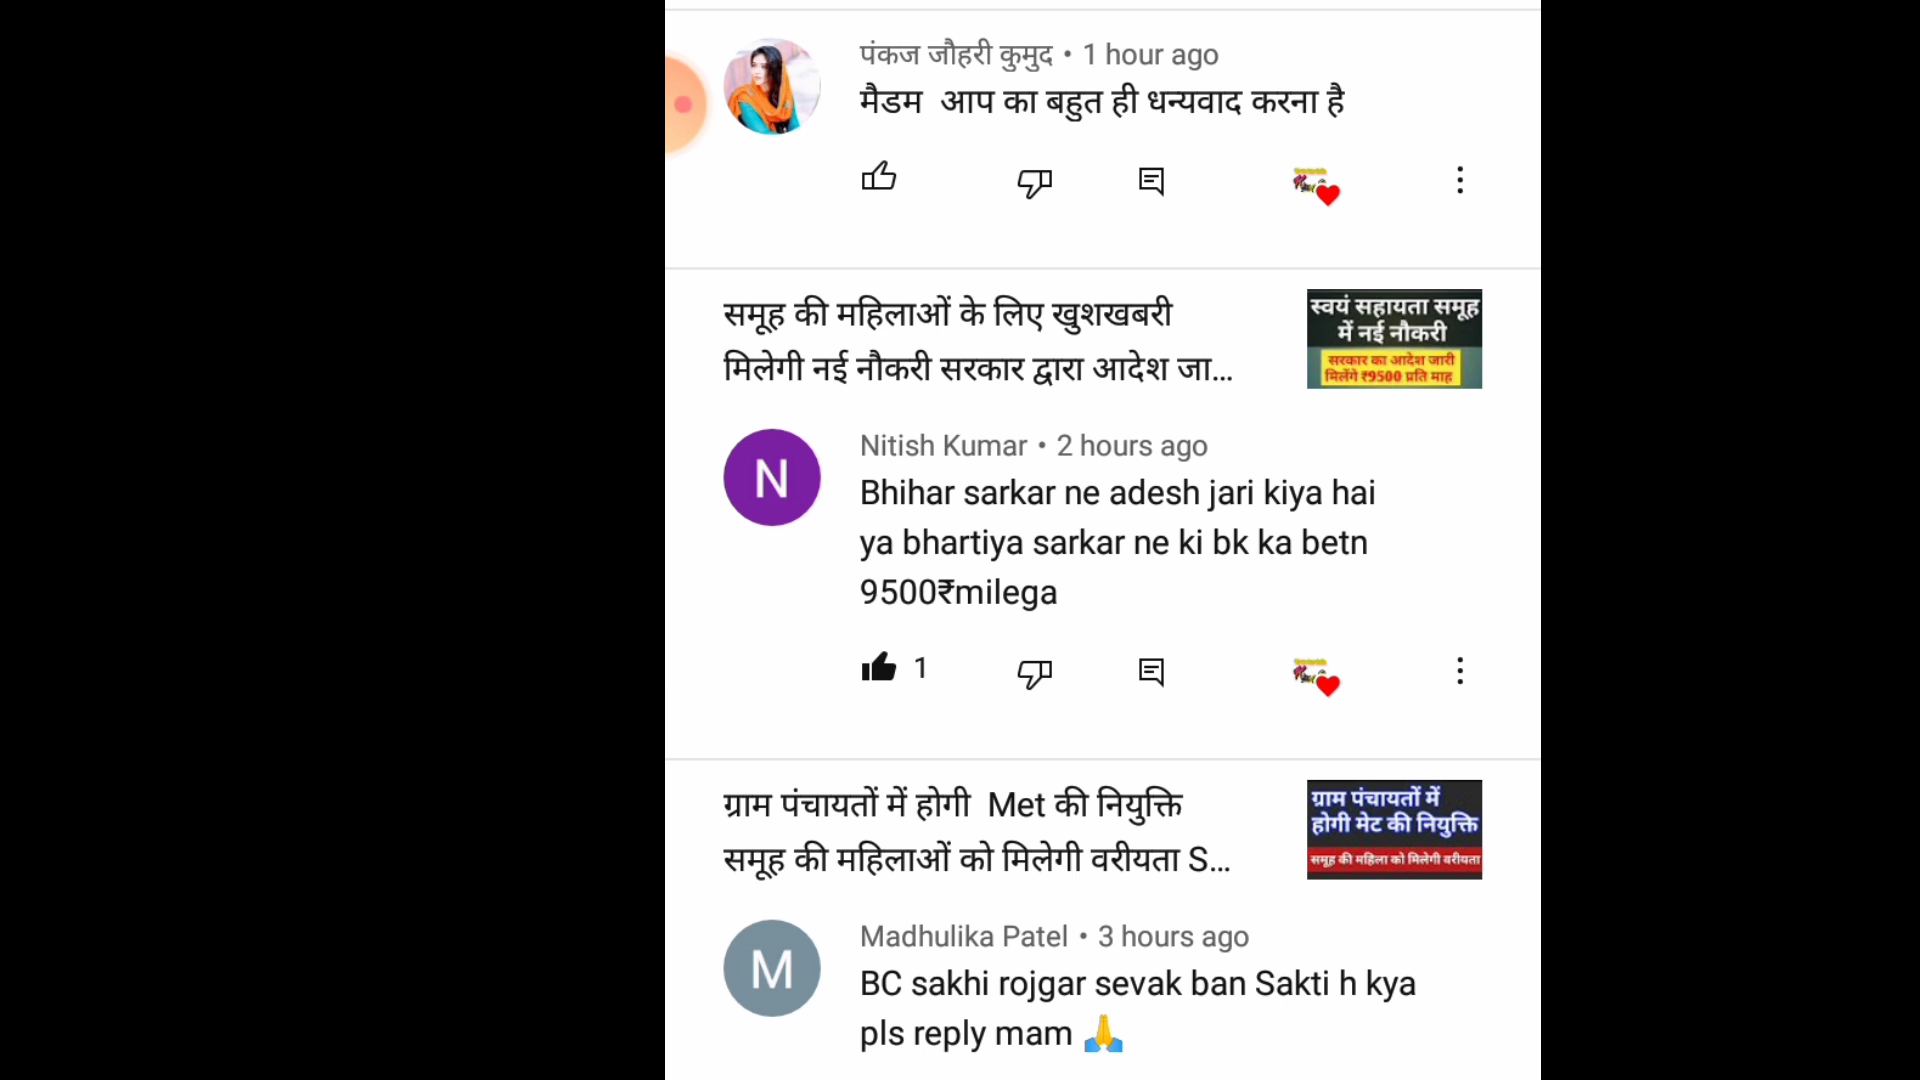 पंकज जौहरी कुमुद • 1 hour ago
मैडम आप का बहुत ही धन्यवाद करना है
समूह की महिलाओं के लिए खुशखबरी
मिलेगी नई नौकरी सरकार द्वारा आदेश जा...
स्वयं सहायता समूह
में नई नौकरी
सरकार का आदेश जारी
मिलेंगे ₹9500 प्रति माह
N
Nitish Kumar • 2 hours ago
Bhihar sarkar ne adesh jari kiya hai
ya bhartiya sarkar ne ki bk ka betn
9500₹milega
1
ग्राम पंचायतों में होगी Met की नियुक्ति
समूह की महिलाओं को मिलेगी वरीयता S...
ग्राम पंचायतों में
होगी मेट की नियुक्ति
समूह की महिला को मिलेगी वरीयता
M
Madhulika Patel • 3 hours ago
BC sakhi rojgar sevak ban Sakti h kya
pls reply mam 🙏